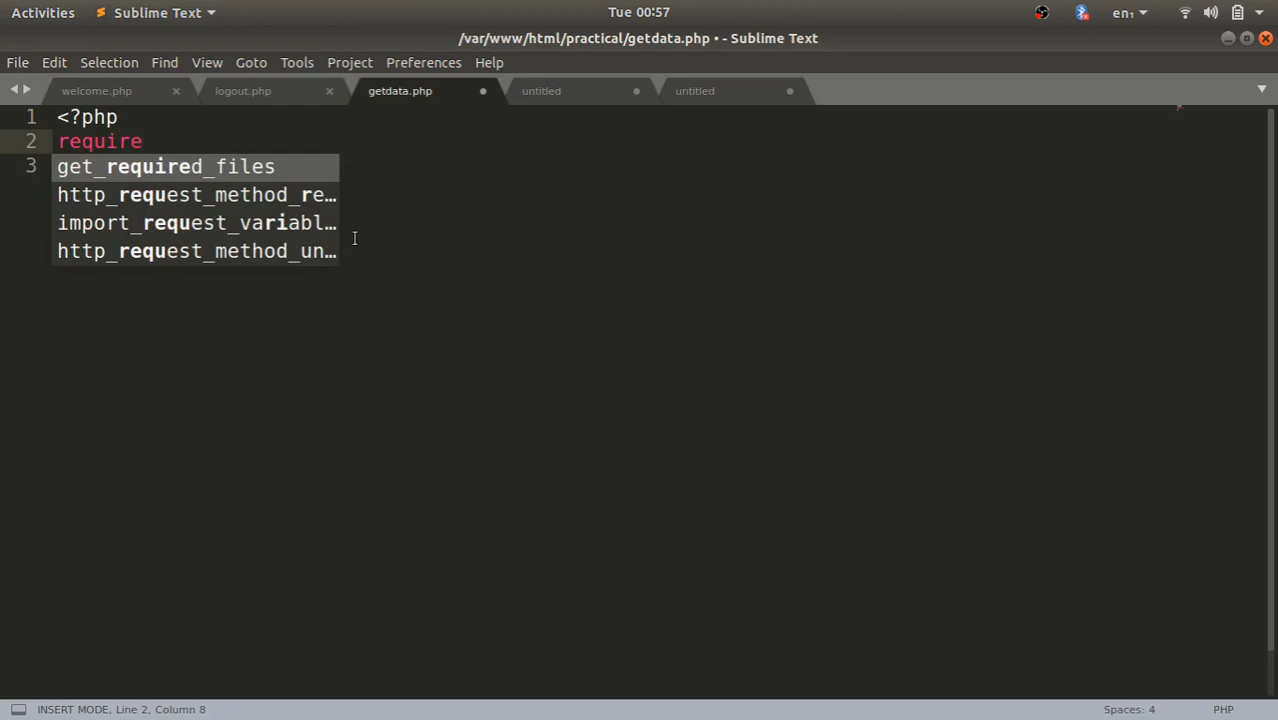 Activities Sublime Text Tue 00:57 en₁
/var/www/html/practical/getdata.php • - Sublime Text
File Edit Selection Find View Goto Tools Project Preferences Help
welcome.php × logout.php × getdata.php untitled untitled
1 <?php
2 require
3
get_required_files
http_request_method_re…
import_request_variabl…
http_request_method_un…
INSERT MODE, Line 2, Column 8 Spaces: 4 PHP